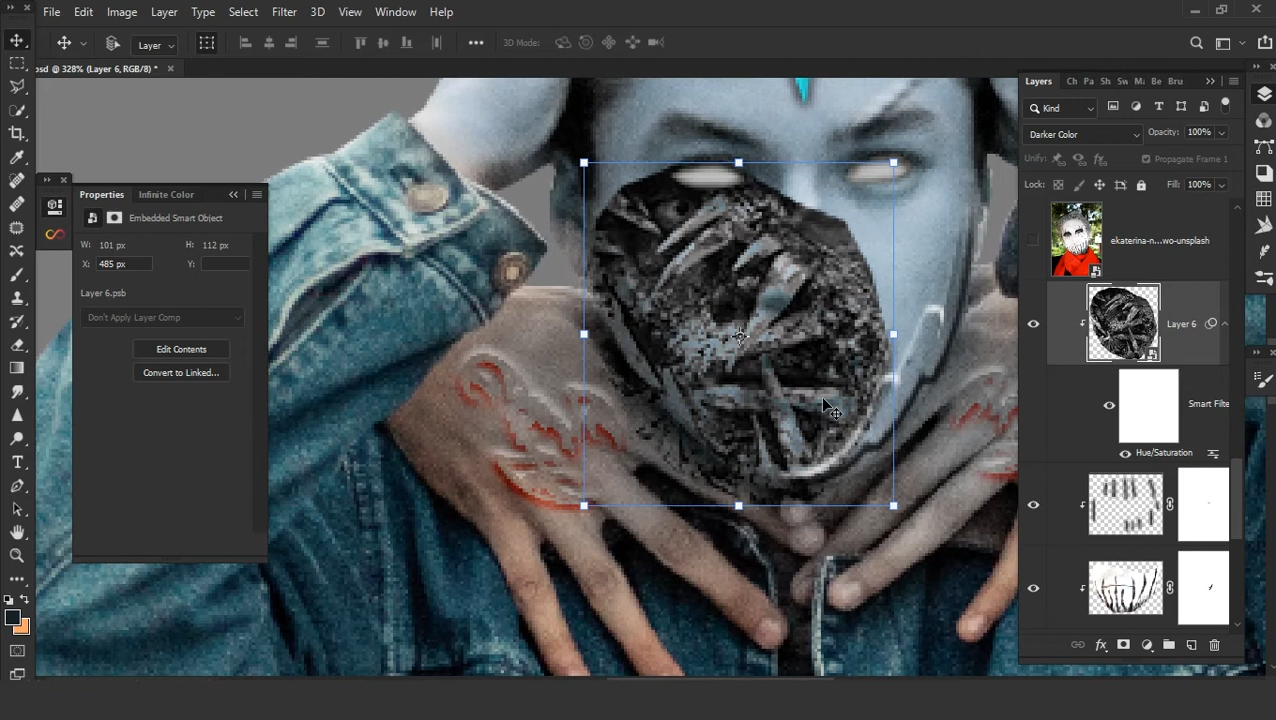 File Edit Image Layer Type Select Filter 3D View Window Help
Layer 3D Mode:
psd @ 328% (Layer 6, RGB/8) *
Properties Infinite Color
Embedded Smart Object
W: 101 px H: 112 px
X: 485 px Y:
Layer 6.psb
Don't Apply Layer Comp
Edit Contents
Convert to Linked...
Layers Ch Pa Sh Sw Be Bru
Kind
Darker Color Opacity: 100%
Unify: Propagate Frame 1
Lock: Fill: 100%
ekaterina-n...wo-unsplash
Layer 6
Smart Filte
Hue/Saturation
fx